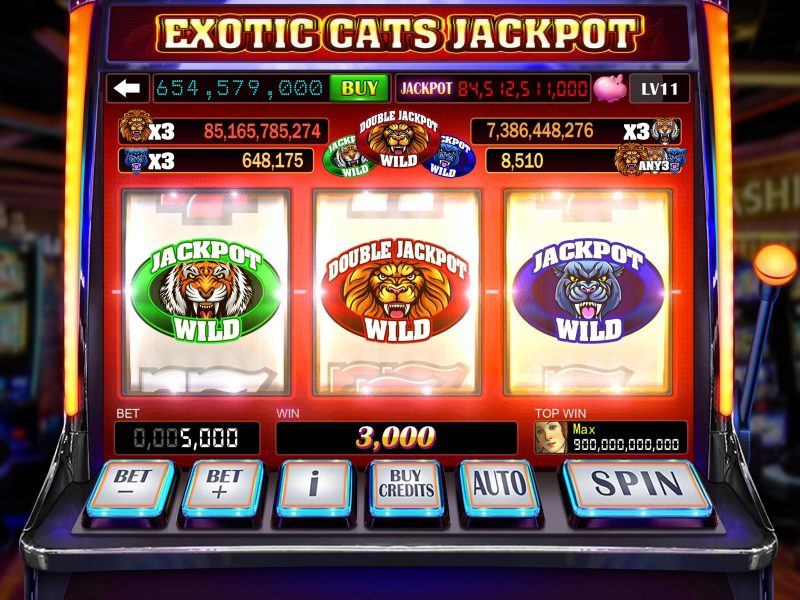 EXOTIC CATS JACKPOT
654,579,000 BUY JACKPOT 84,512,511,000 LV11
X3 85,165,785,274
DOUBLE JACKPOT WILD
7,386,448,276 X3
X3 648,175
JACKPOT WILD
JACKPOT WILD
8,510 ANY3
JACKPOT WILD
DOUBLE JACKPOT WILD
JACKPOT WILD
BET WIN TOP WIN
0,005,000 3,000 Max
900,000,000,000
BET - BET + i BUY CREDITS AUTO SPIN